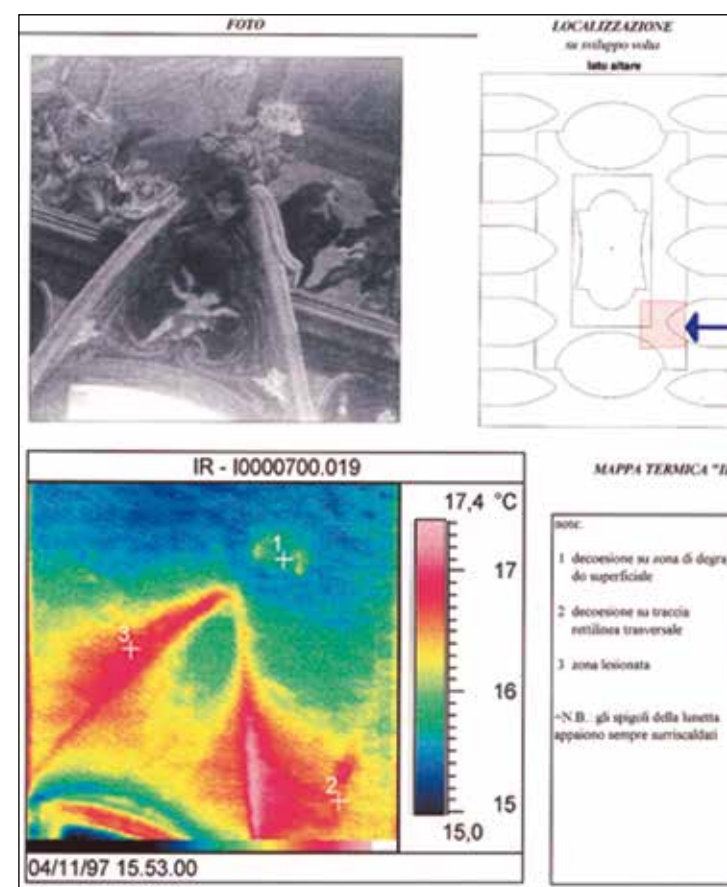 FOTO
LOCALIZZAZIONE
su sviluppo volta
lato altare
IR - I0000700.019
17,4 °C
17
16
15
15,0
1
2
3
04/11/97 15.53.00
MAPPA TERMICA "I
note:
1 decoesione su zona di degra
do superficiale
2 decoesione su traccia
rettilinea trasversale
3 zona lesionata
+N.B.: gli spigoli della lunetta
appaiono sempre surriscaldati